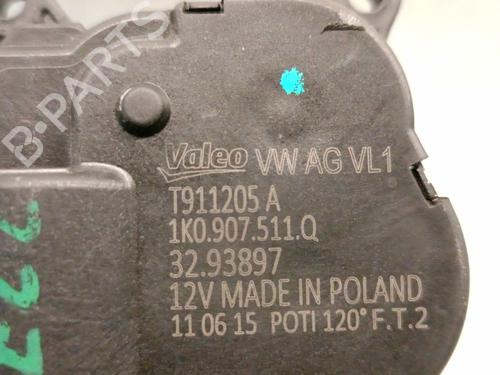 B-PARTS
Valeo VW AG VL1
T911205 A
1K0.907.511.Q
32.93897
12V MADE IN POLAND
11 06 15 POTI 120° F.T.2